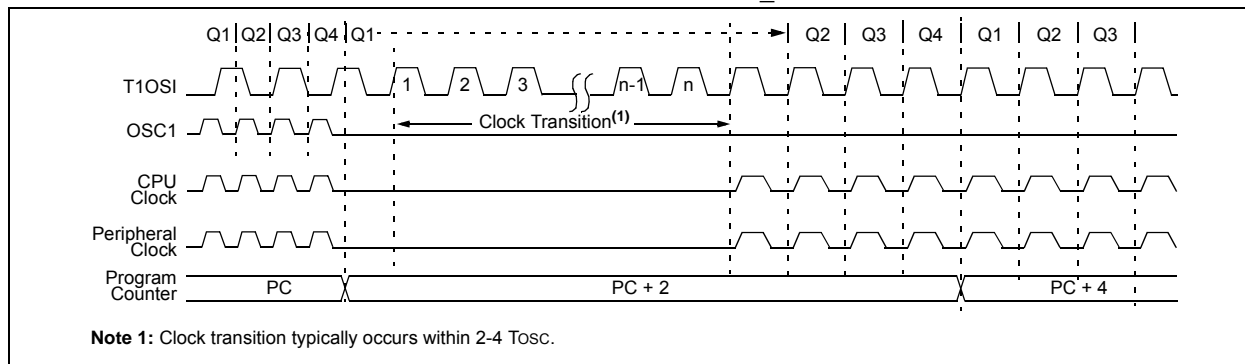 Q1 Q2 Q3 Q4 Q1 Q2 Q3 Q4 Q1 Q2 Q3
T1OSI 1 2 3 n-1 n
OSC1 Clock Transition(1)
CPU
Clock
Peripheral
Clock
Program
Counter PC PC + 2 PC + 4
Note 1: Clock transition typically occurs within 2-4 TOSC.